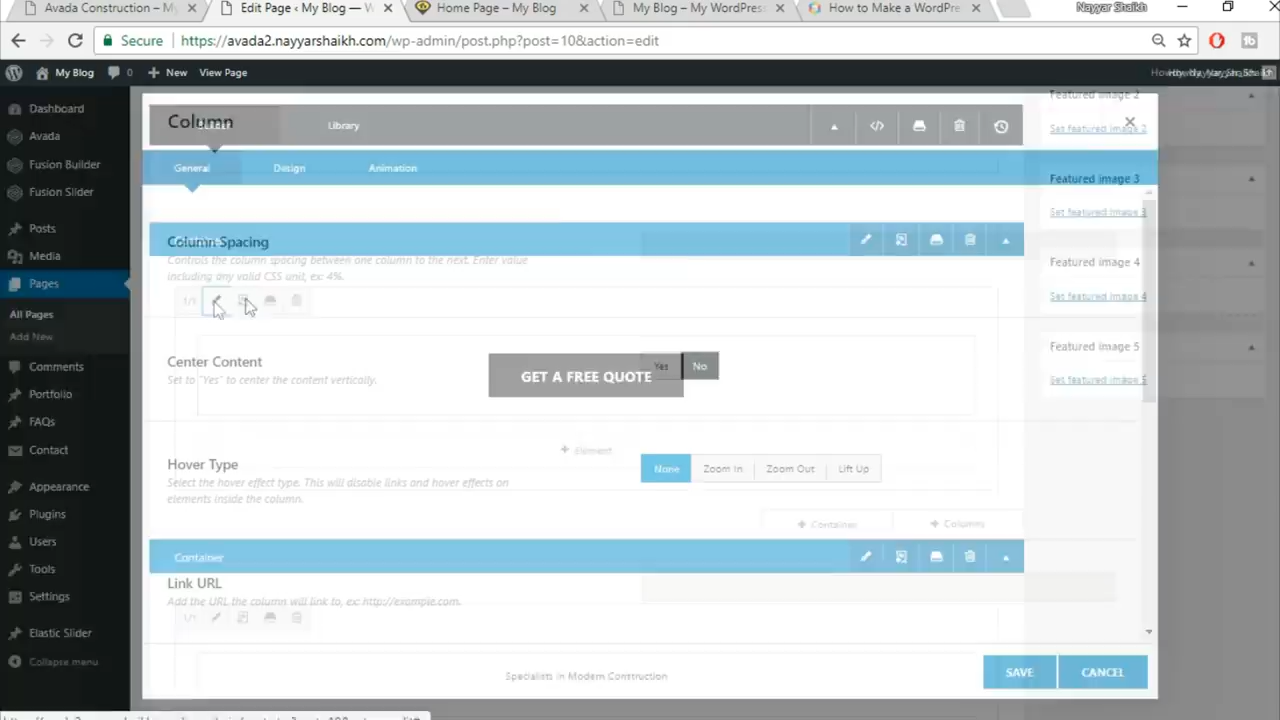 Avada Construction – My
Edit Page ‹ My Blog — W
Home Page – My Blog
My Blog – My WordPress
How to Make a WordPre
Nayyar Shaikh
Secure
https://avada2.nayyarshaikh.com/wp-admin/post.php?post=10&action=edit
My Blog
0
New
View Page
Dashboard
Avada
Fusion Builder
Fusion Slider
Posts
Media
Pages
All Pages
Add New
Comments
Portfolio
FAQs
Contact
Appearance
Plugins
Users
Tools
Settings
Elastic Slider
Collapse menu
Column
Library
General
Design
Animation
Column Spacing
Controls the column spacing between one column to the next. Enter value
including any valid CSS unit, ex: 4%.
1/1
Center Content
Set to "Yes" to center the content vertically.
Yes
No
GET A FREE QUOTE
+ Element
Hover Type
Select the hover effect type. This will disable links and hover effects on
elements inside the column.
None
Zoom In
Zoom Out
Lift Up
+ Container
+ Columns
Container
Link URL
Add the URL the column will link to, ex: http://example.com.
1/1
Specialists in Modern Construction
SAVE
CANCEL
Featured image 2
Set featured image 2
Featured image 3
Set featured image 3
Featured image 4
Set featured image 4
Featured image 5
Set featured image 5